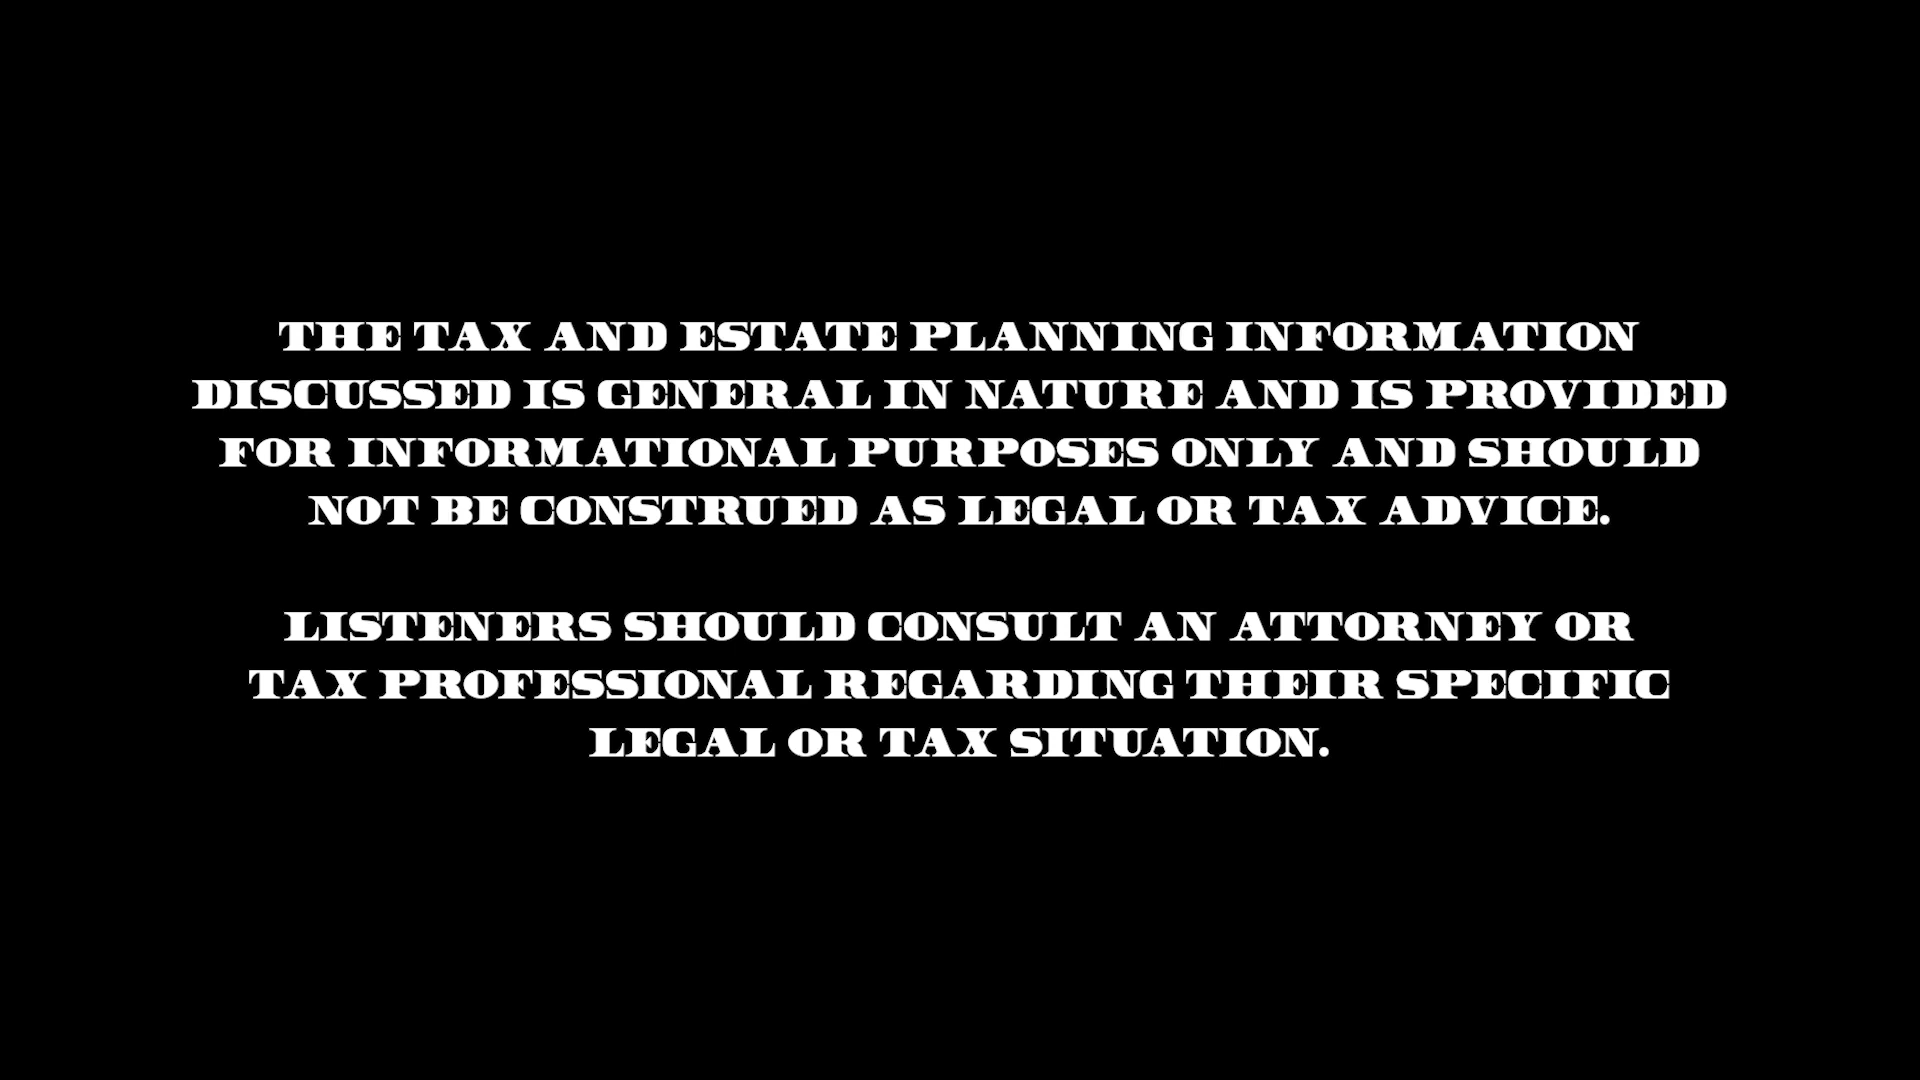 THE TAX AND ESTATE PLANNING INFORMATION
DISCUSSED IS GENERAL IN NATURE AND IS PROVIDED
FOR INFORMATIONAL PURPOSES ONLY AND SHOULD
NOT BE CONSTRUED AS LEGAL OR TAX ADVICE.
LISTENERS SHOULD CONSULT AN ATTORNEY OR
TAX PROFESSIONAL REGARDING THEIR SPECIFIC
LEGAL OR TAX SITUATION.